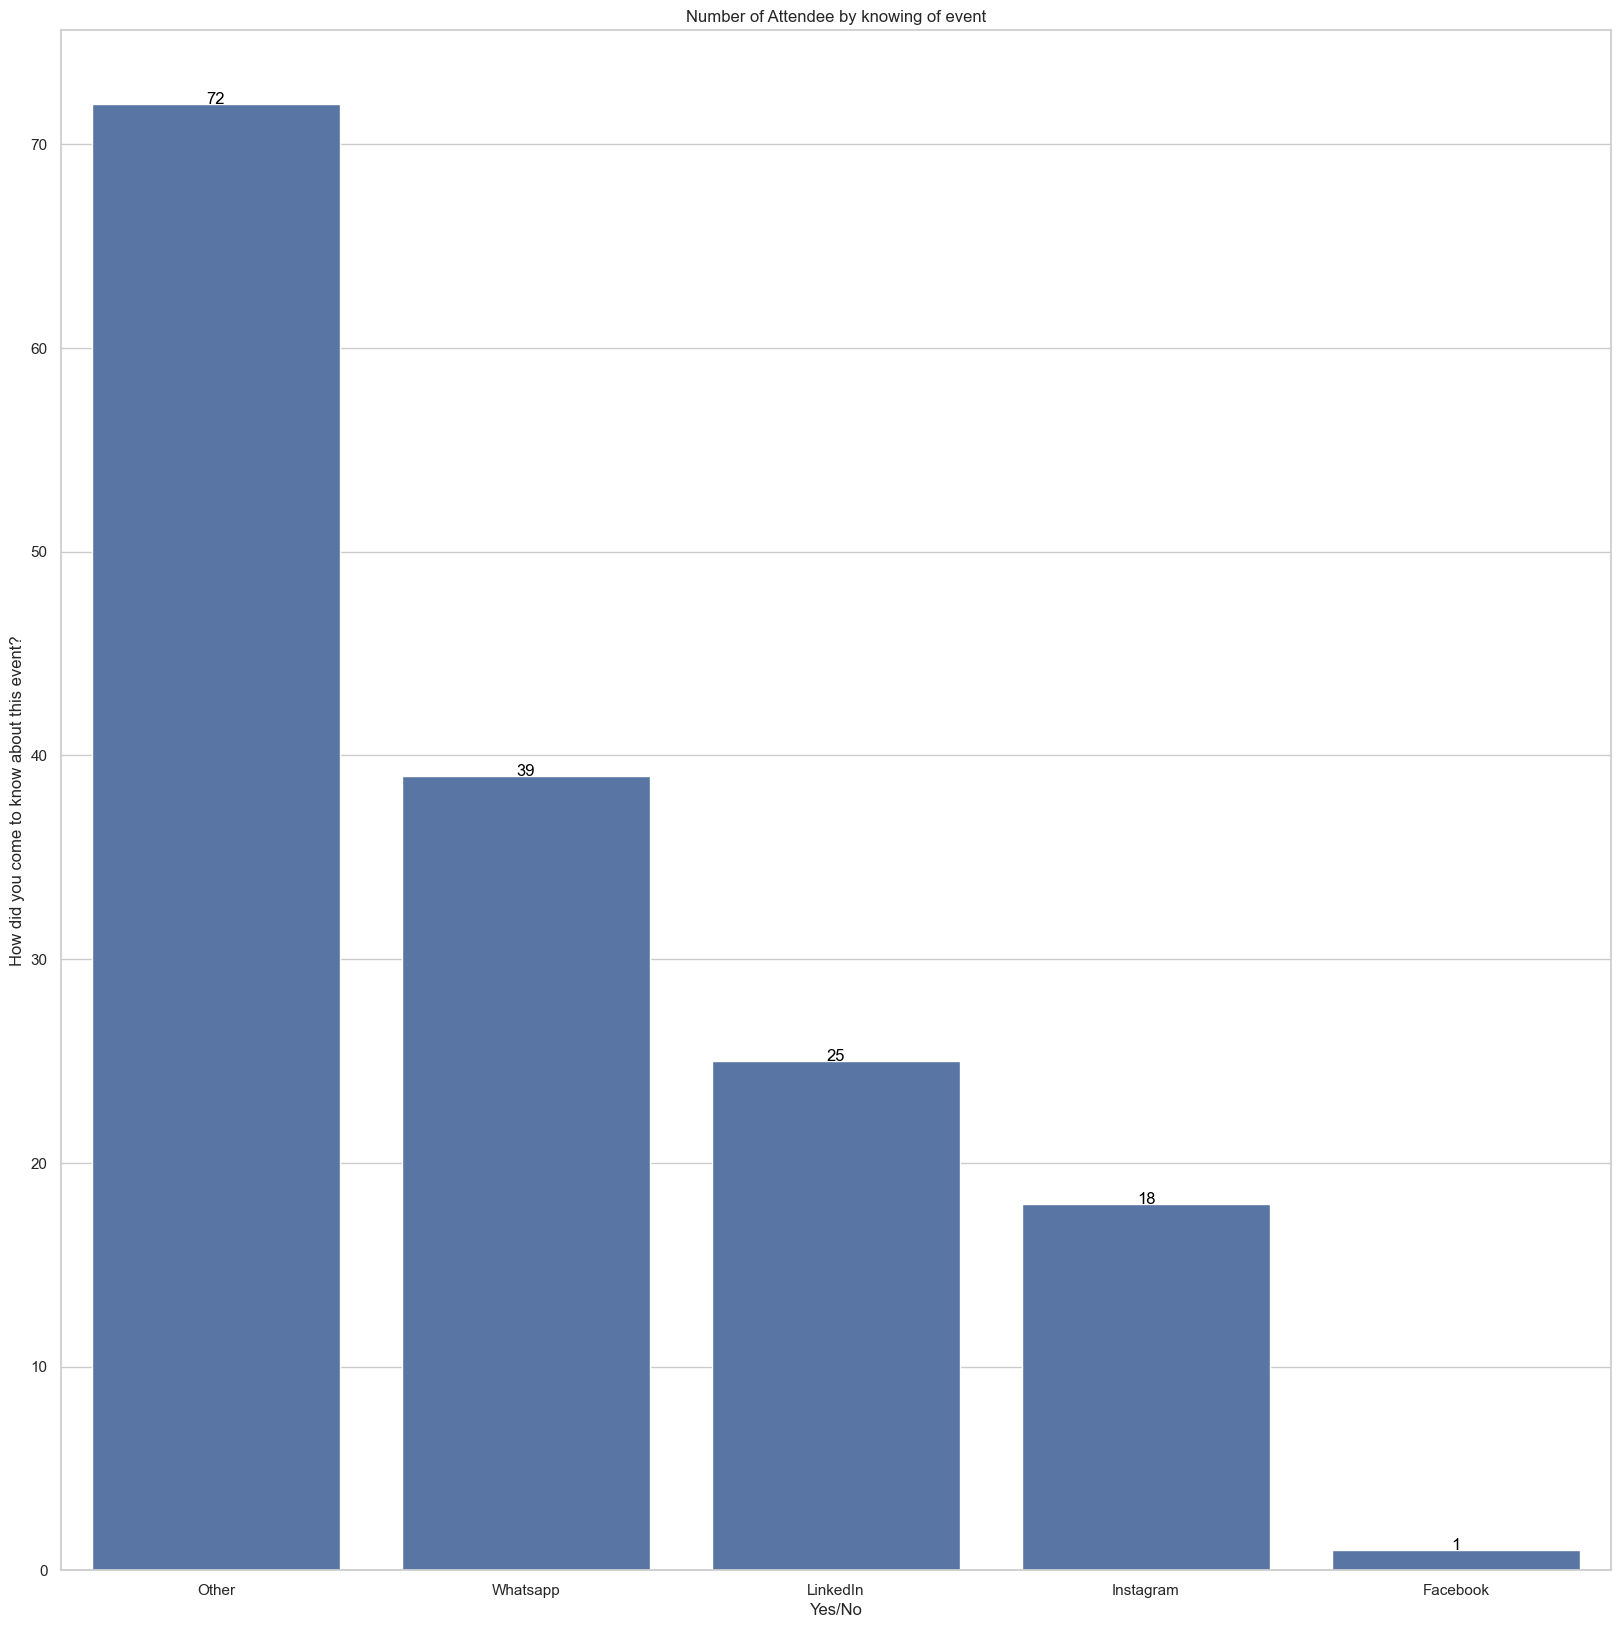 Number of Attendee by knowing of event
72
70
60
50
40
39
30
25
20
18
10
1
0
How did you come to know about this event?
Other
Whatsapp
LinkedIn
Instagram
Facebook
Yes/No